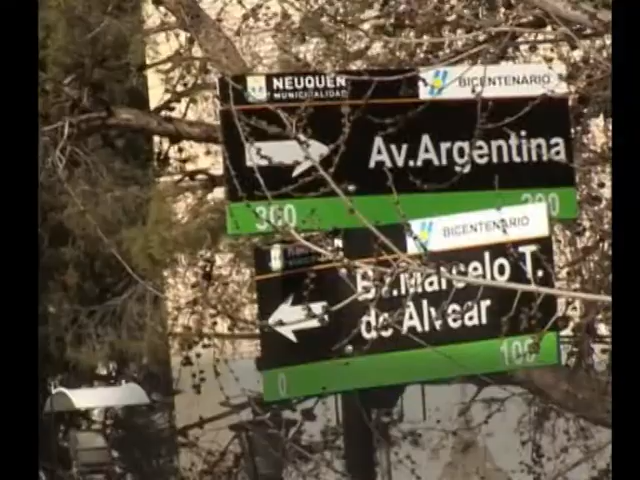 NEUQUEN
MUNICIPALIDAD
BICENTENARIO
Av.Argentina
300
200
BICENTENARIO
Bv.Marcelo T.
de Alvear
0
100